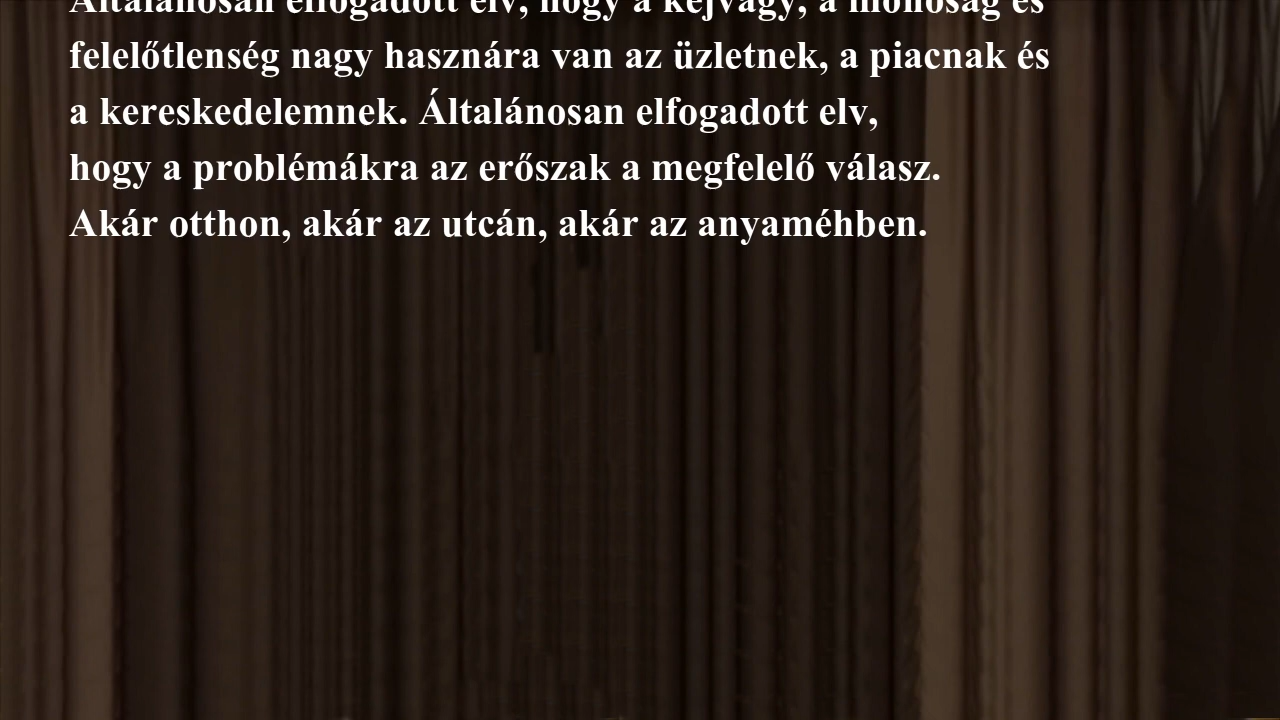 Általánosan elfogadott elv, hogy a kéjvágy, a mohóság és
felelőtlenség nagy hasznára van az üzletnek, a piacnak és
a kereskedelemnek. Általánosan elfogadott elv,
hogy a problémákra az erőszak a megfelelő válasz.
Akár otthon, akár az utcán, akár az anyaméhben.